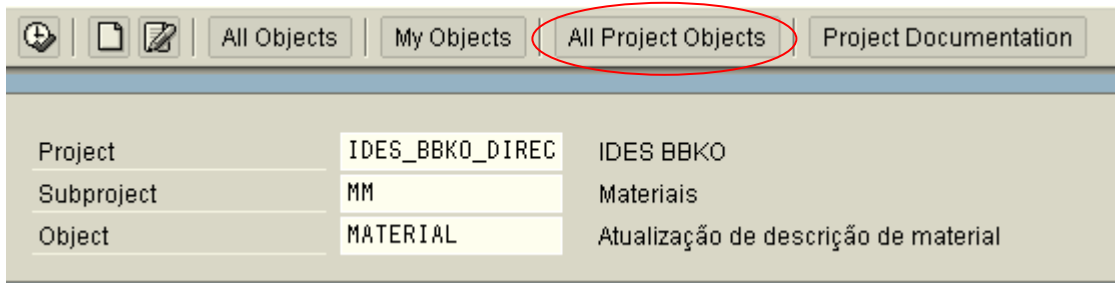 All Objects My Objects All Project Objects Project Documentation
Project IDES_BBKO_DIREC IDES BBKO
Subproject MM Materiais
Object MATERIAL Atualização de descrição de material